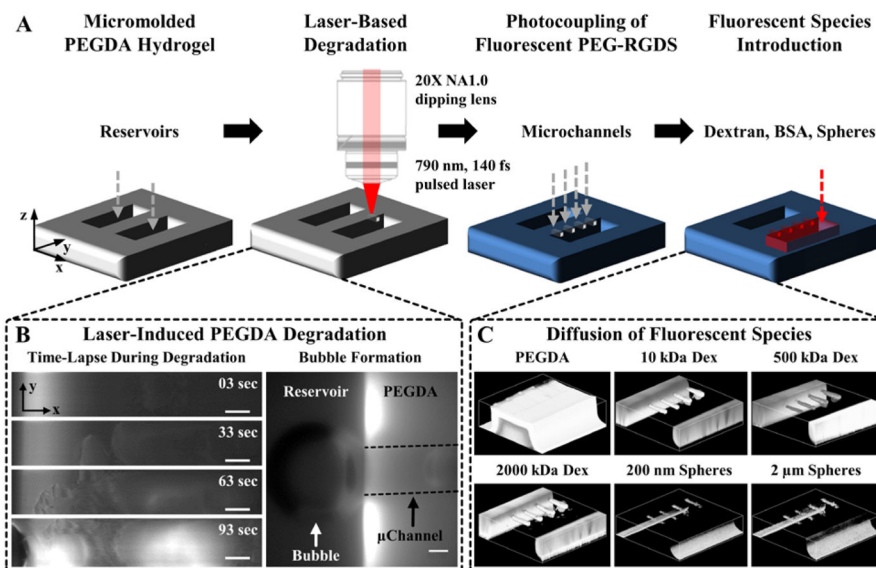 A
Micromolded
PEGDA Hydrogel
Laser-Based
Degradation
Photocoupling of
Fluorescent PEG-RGDS
Fluorescent Species
Introduction
Reservoirs
20X NA1.0
dipping lens
790 nm, 140 fs
pulsed laser
Microchannels
Dextran, BSA, Spheres
z
y
x
B
Laser-Induced PEGDA Degradation
Time-Lapse During Degradation
Bubble Formation
y
x
03 sec
33 sec
63 sec
93 sec
Reservoir
PEGDA
µChannel
Bubble
C
Diffusion of Fluorescent Species
PEGDA
10 kDa Dex
500 kDa Dex
2000 kDa Dex
200 nm Spheres
2 µm Spheres